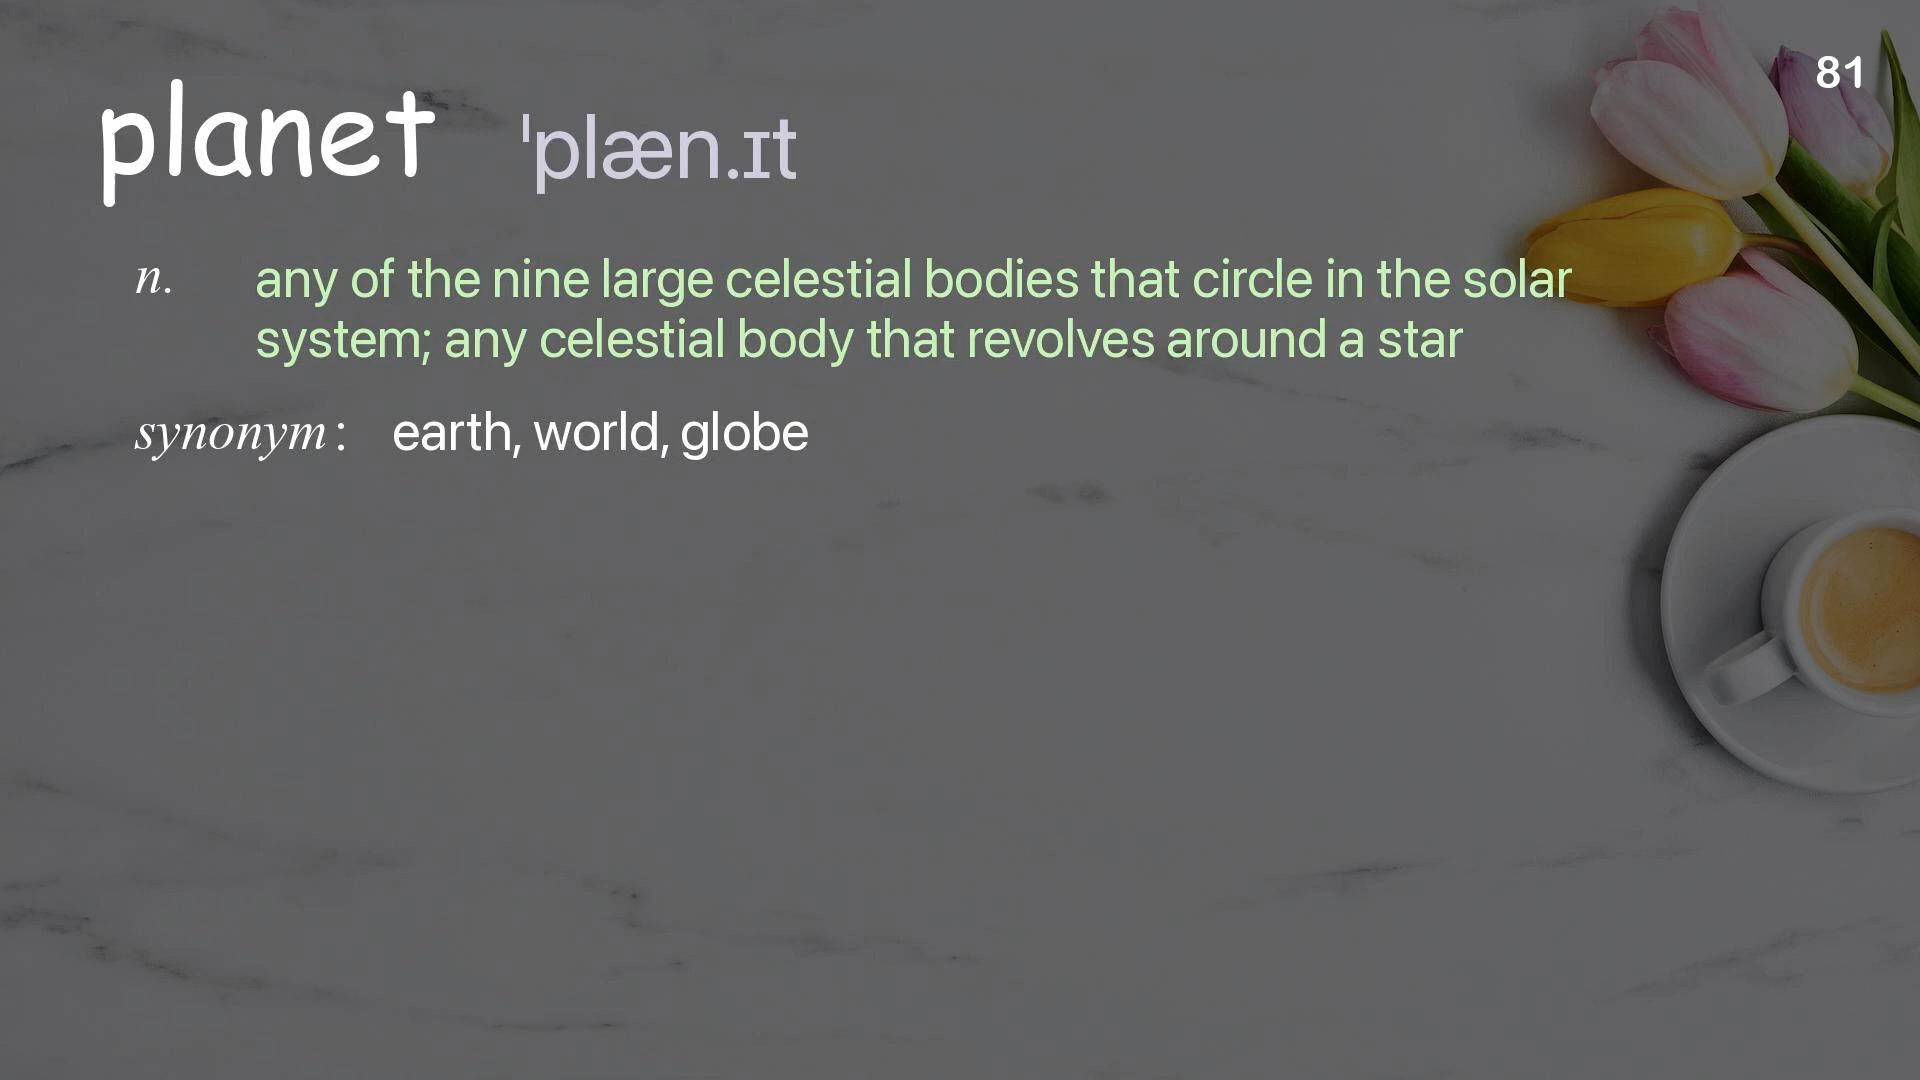 81
planet ˈplæn.ɪt
n. any of the nine large celestial bodies that circle in the solar
system; any celestial body that revolves around a star
synonym: earth, world, globe